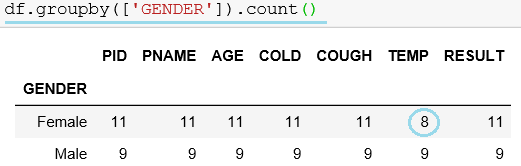 df.groupby(['GENDER']).count()
PID PNAME AGE COLD COUGH TEMP RESULT
GENDER
Female 11 11 11 11 11 8 11
Male 9 9 9 9 9 9 9